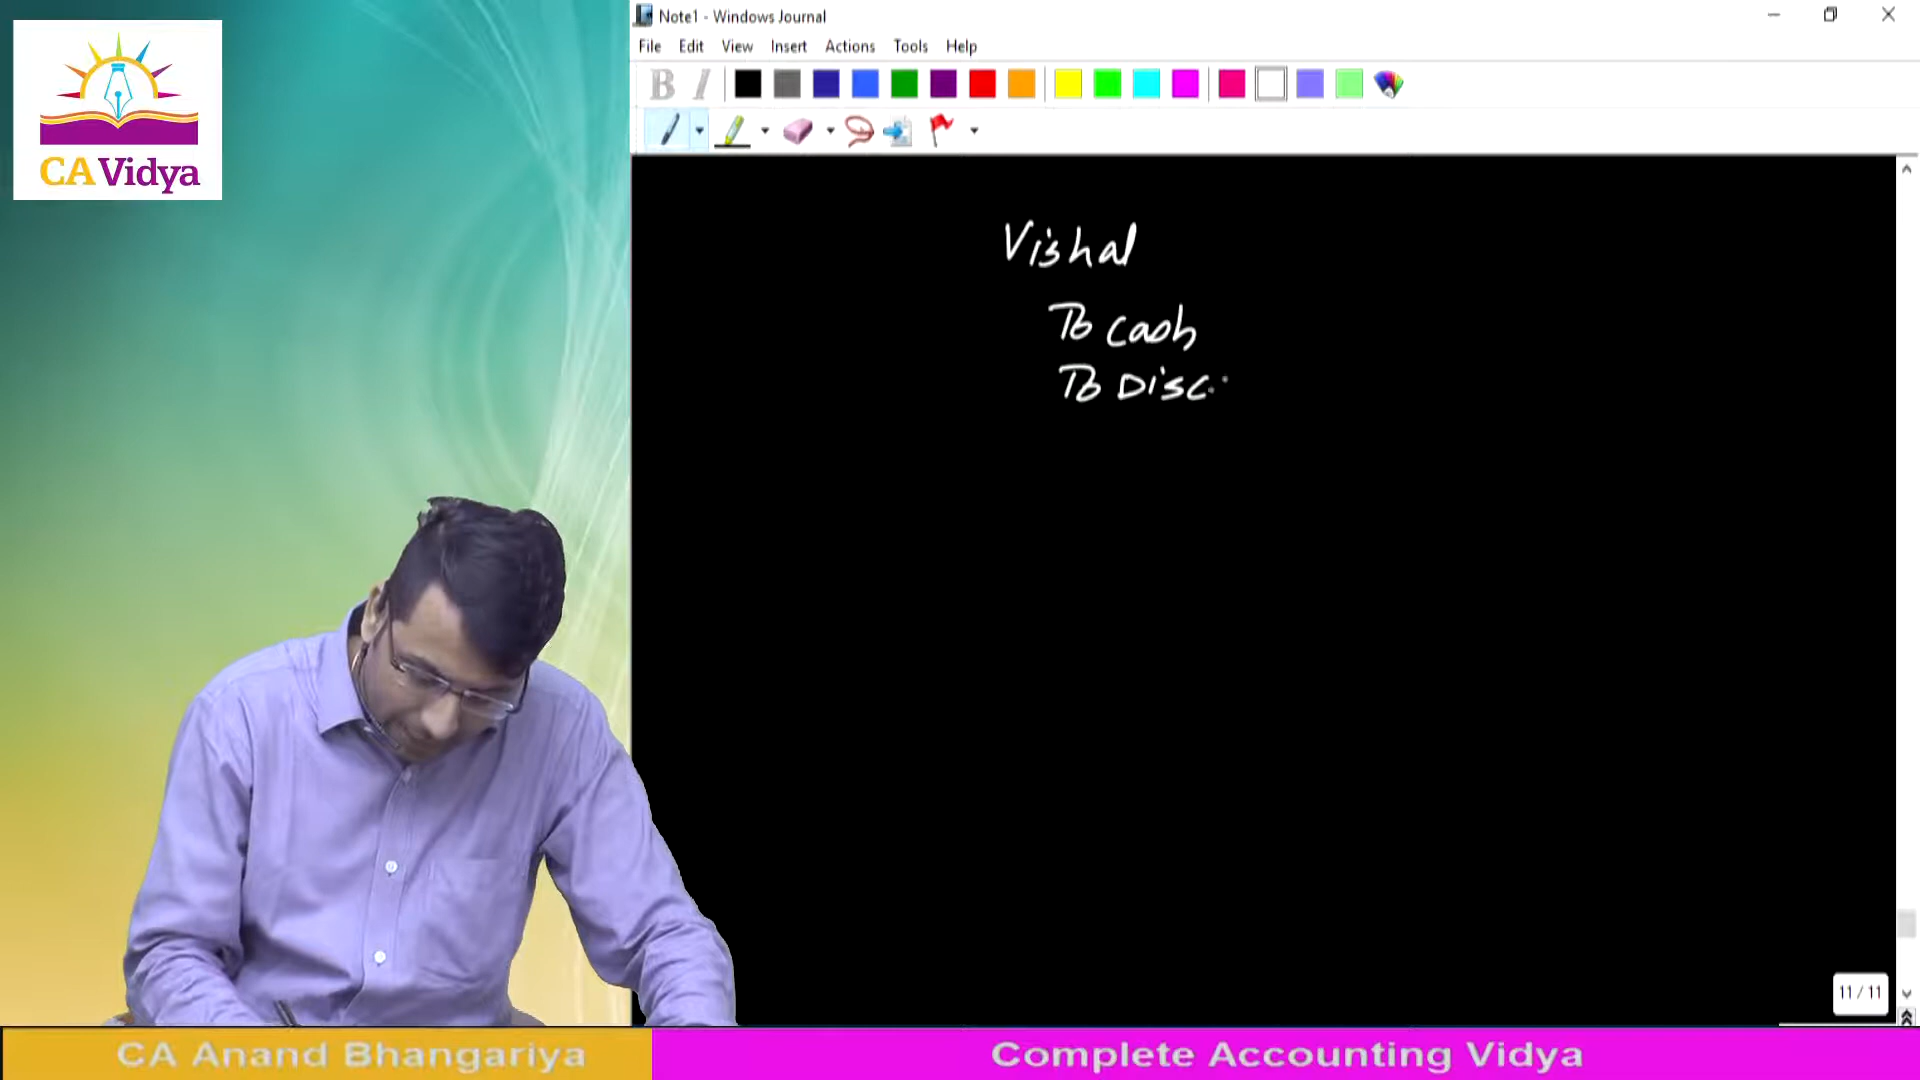 CA Vidya
Note1 - Windows Journal
File Edit View Insert Actions Tools Help
B I
Vishal
To Cash
To Disc.
11 / 11
CA Anand Bhangariya
Complete Accounting Vidya